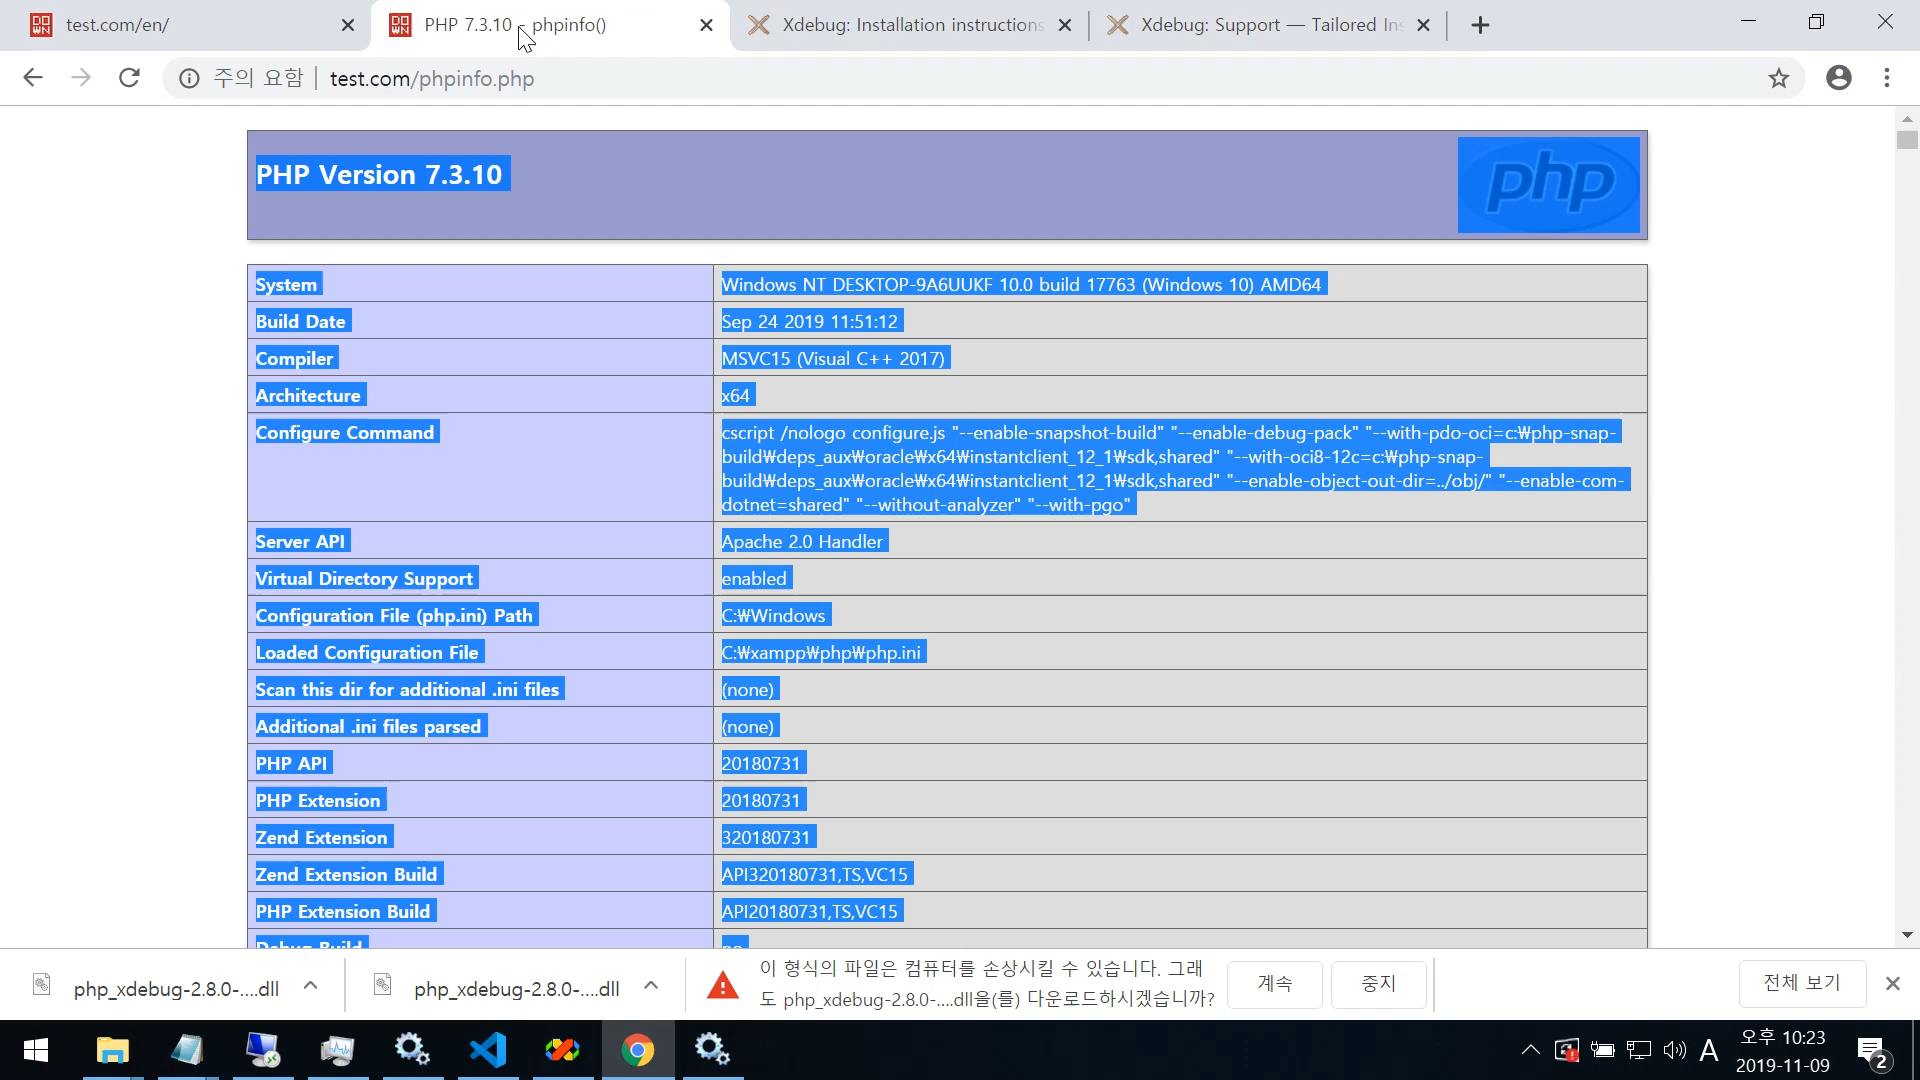 test.com/en/
PHP 7.3.10 - phpinfo()
Xdebug: Installation instructions
Xdebug: Support — Tailored Ins
주의 요함
test.com/phpinfo.php
PHP Version 7.3.10
php
System Windows NT DESKTOP-9A6UUKF 10.0 build 17763 (Windows 10) AMD64
Build Date Sep 24 2019 11:51:12
Compiler MSVC15 (Visual C++ 2017)
Architecture x64
Configure Command cscript /nologo configure.js "--enable-snapshot-build" "--enable-debug-pack" "--with-pdo-oci=c:₩php-snap-
build₩deps_aux₩oracle₩x64₩instantclient_12_1₩sdk,shared" "--with-oci8-12c=c:₩php-snap-
build₩deps_aux₩oracle₩x64₩instantclient_12_1₩sdk,shared" "--enable-object-out-dir=../obj/" "--enable-com-
dotnet=shared" "--without-analyzer" "--with-pgo"
Server API Apache 2.0 Handler
Virtual Directory Support enabled
Configuration File (php.ini) Path C:₩Windows
Loaded Configuration File C:₩xampp₩php₩php.ini
Scan this dir for additional .ini files (none)
Additional .ini files parsed (none)
PHP API 20180731
PHP Extension 20180731
Zend Extension 320180731
Zend Extension Build API320180731,TS,VC15
PHP Extension Build API20180731,TS,VC15
Debug Build no
php_xdebug-2.8.0-....dll
php_xdebug-2.8.0-....dll
이 형식의 파일은 컴퓨터를 손상시킬 수 있습니다. 그래
도 php_xdebug-2.8.0-....dll을(를) 다운로드하시겠습니까?
계속
중지
전체 보기
A
오후 10:23
2019-11-09
2